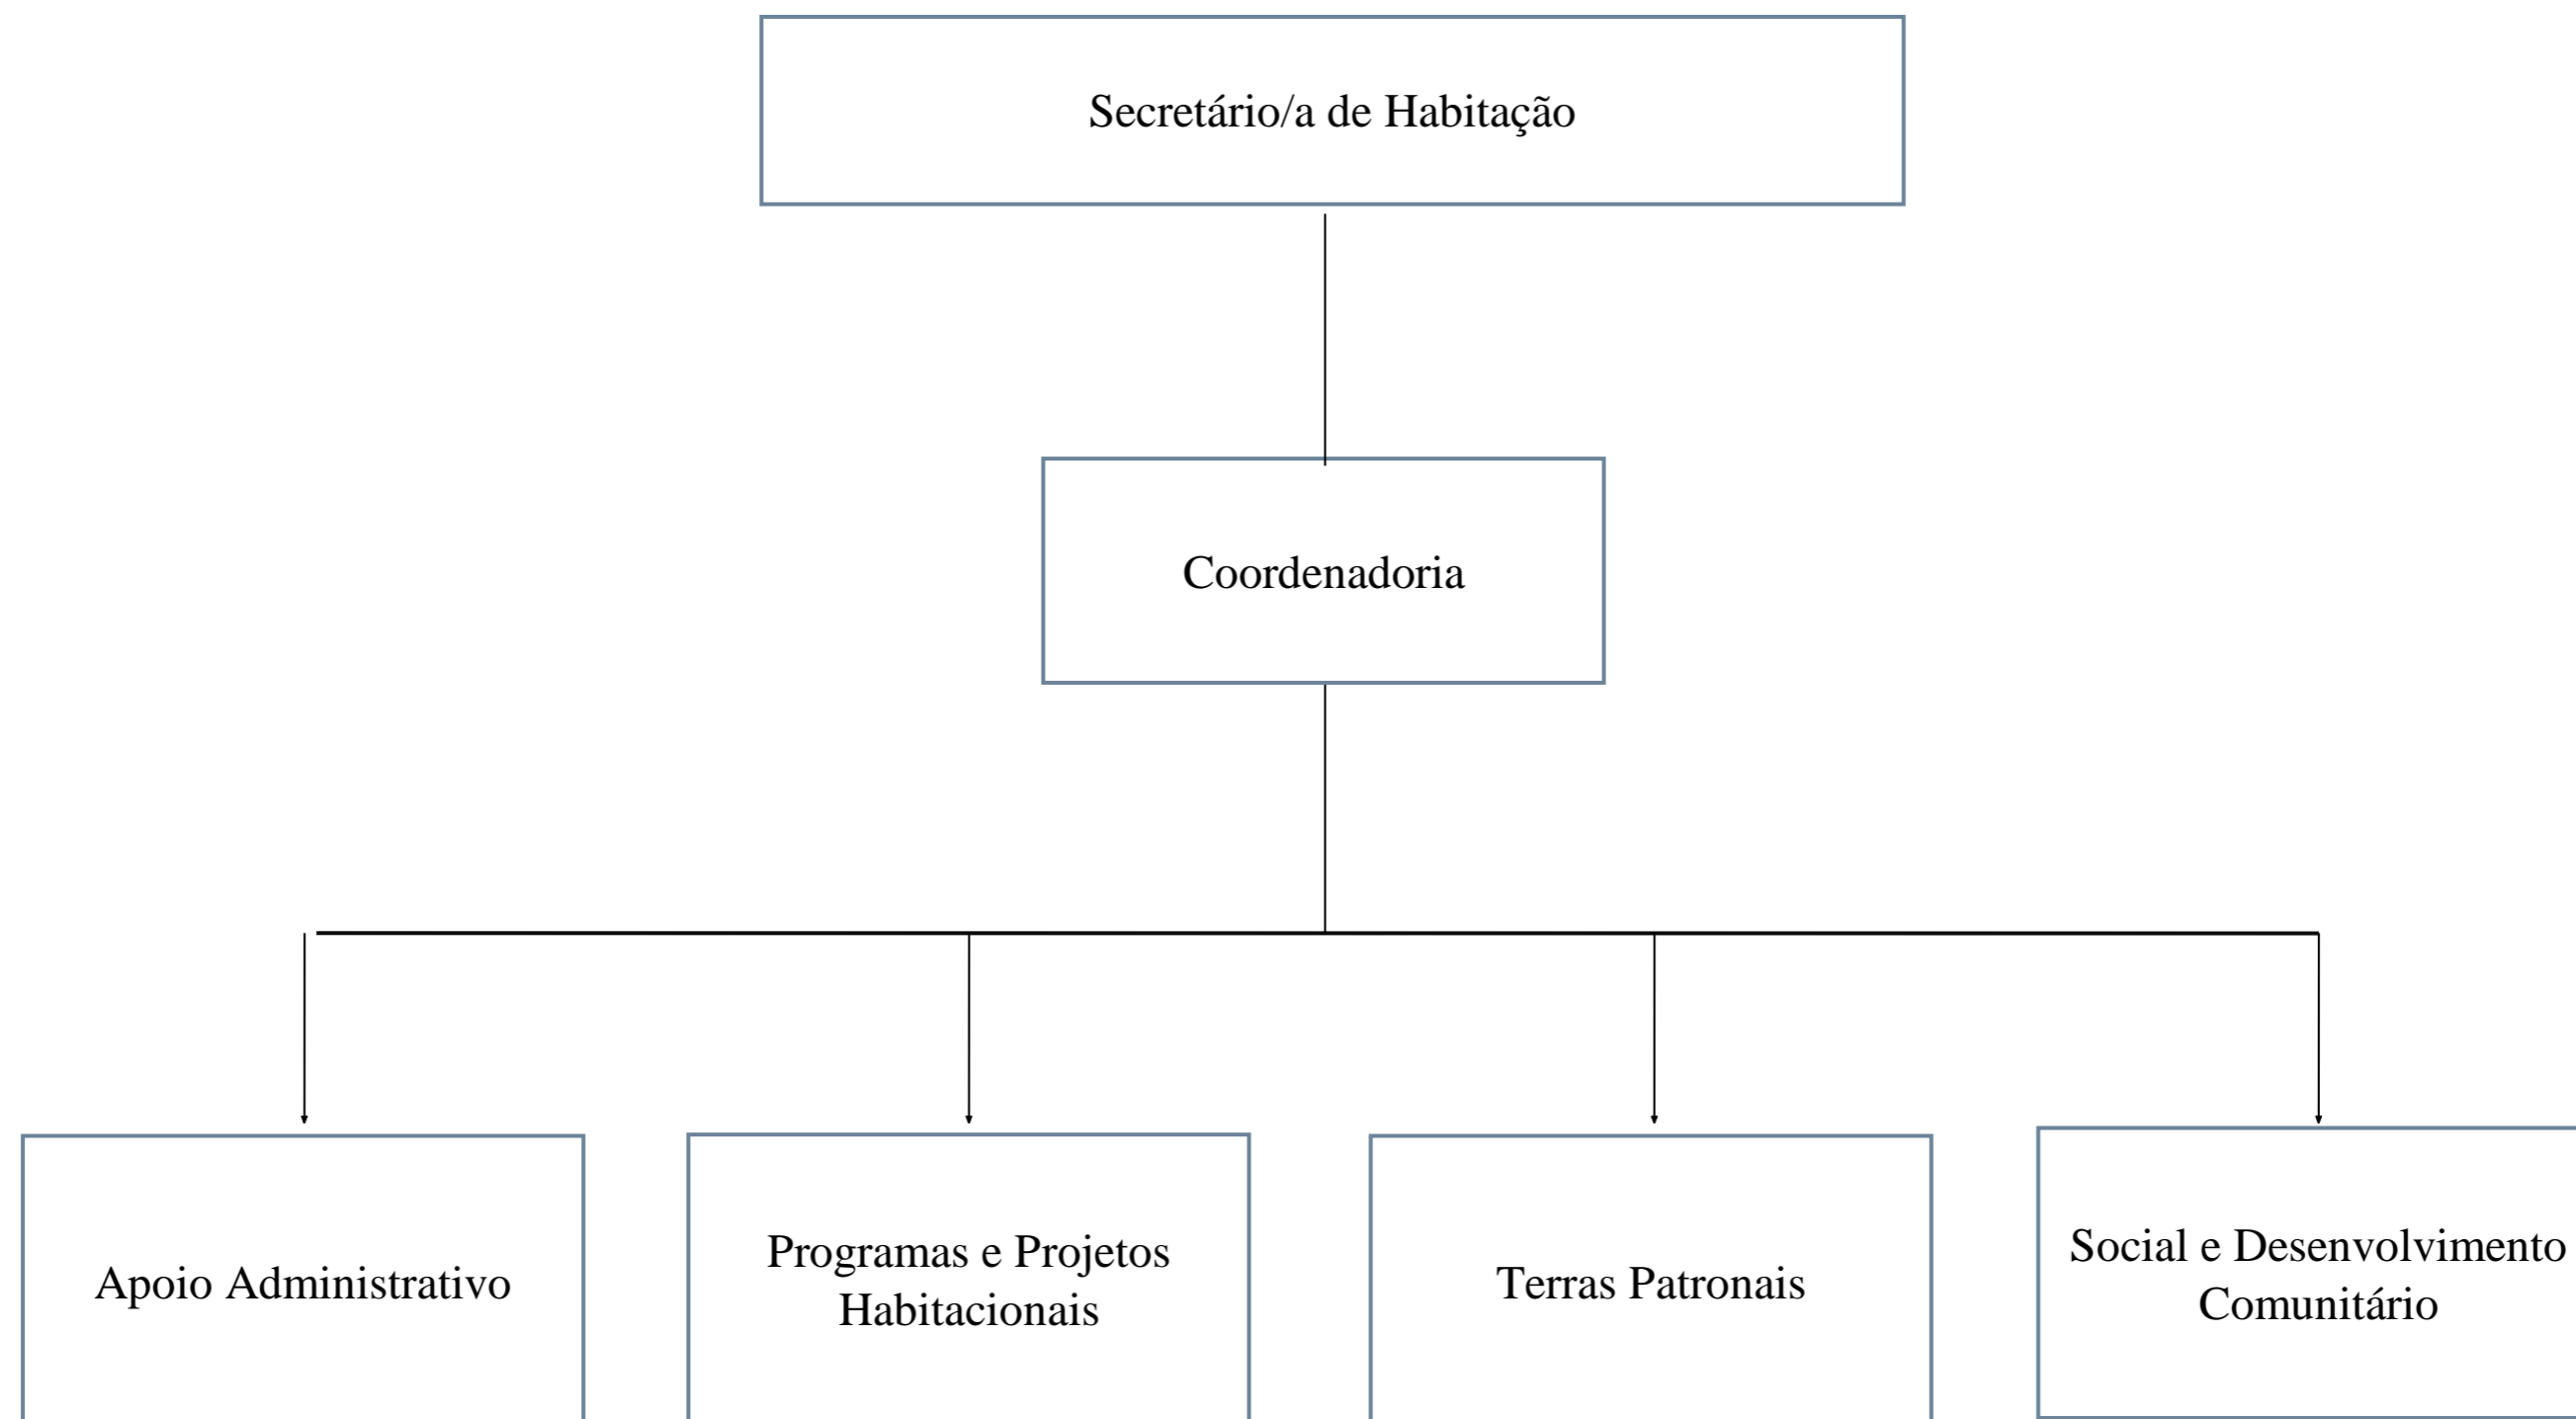 Secretário/a de Habitação
Coordenadoria
Apoio Administrativo
Programas e Projetos
Habitacionais
Terras Patronais
Social e Desenvolvimento
Comunitário